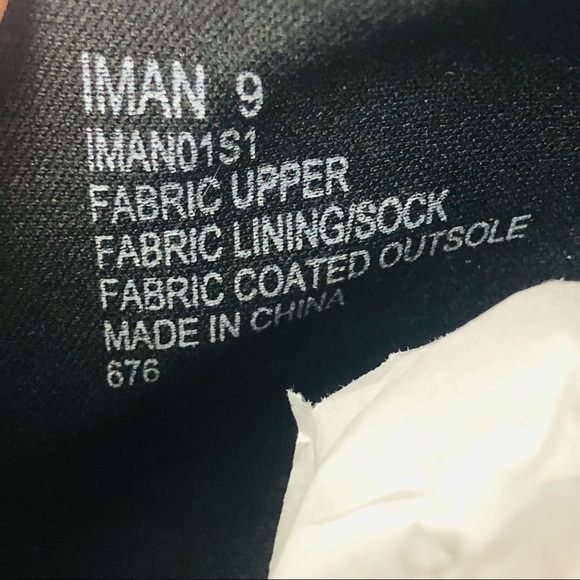 IMAN 9
IMAN01S1
FABRIC UPPER
FABRIC LINING/SOCK
FABRIC COATED OUTSOLE
MADE IN CHINA
676